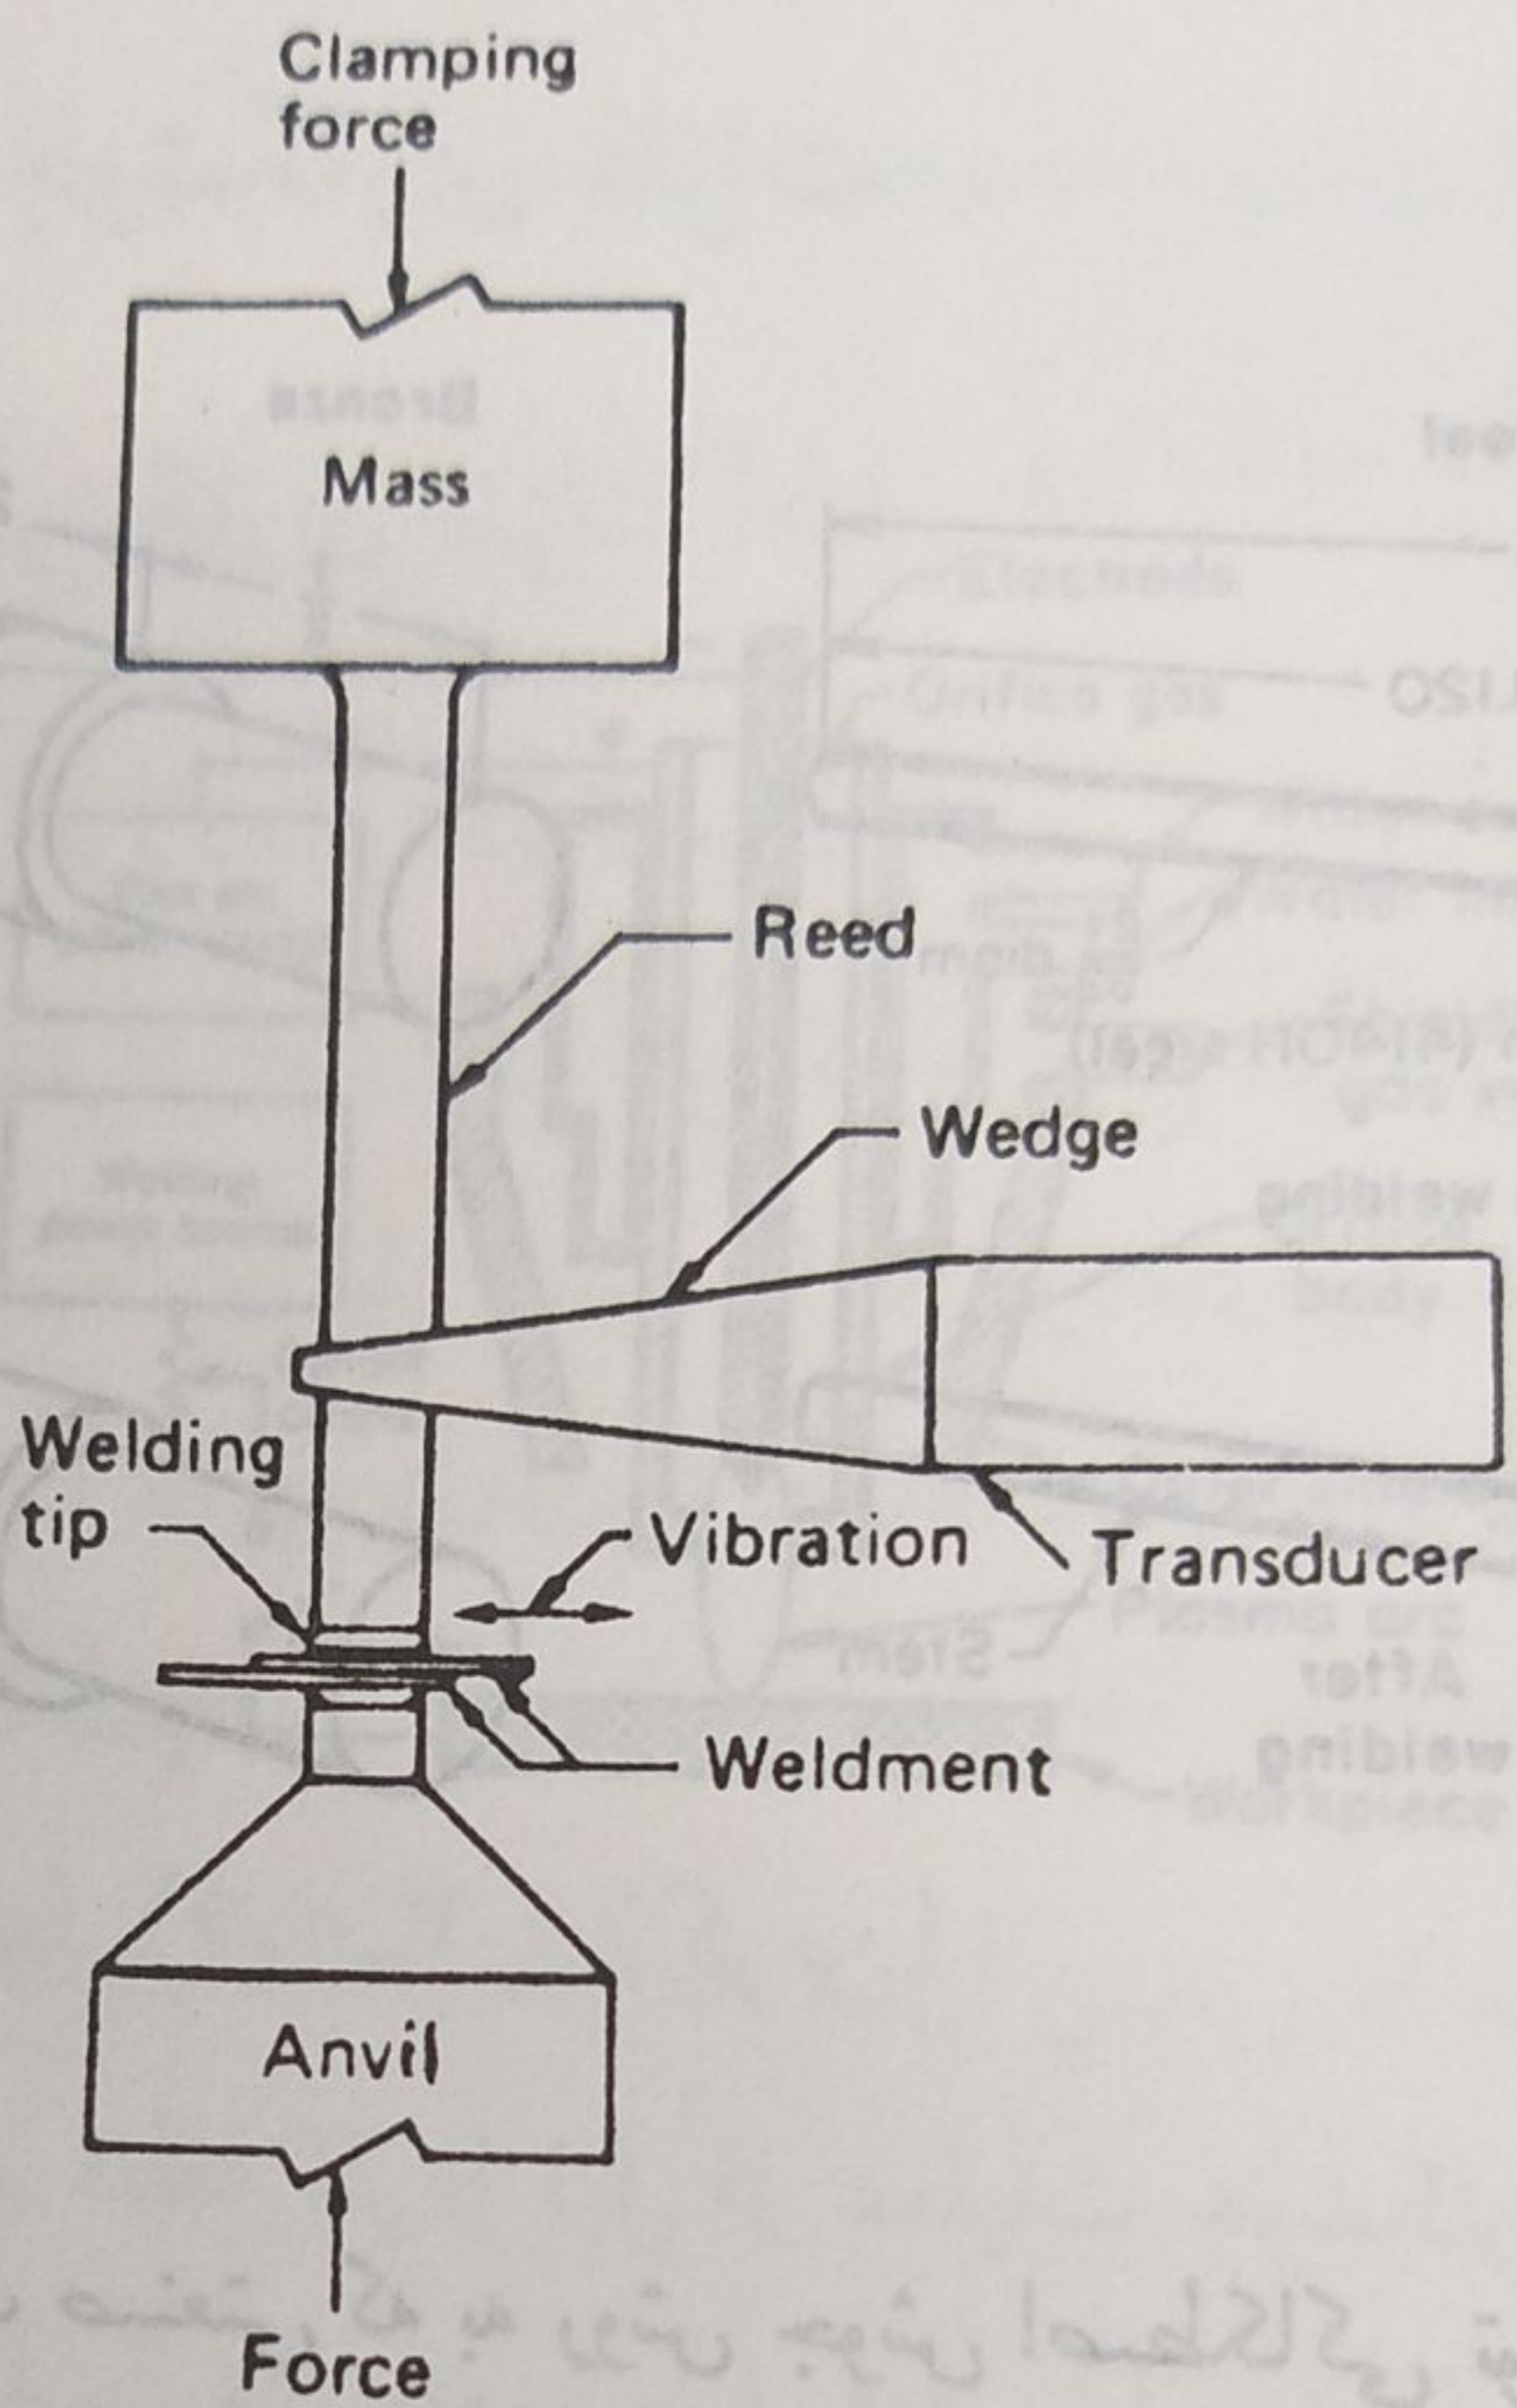 Clamping
force
Mass
Reed
Wedge
Welding
tip
Vibration
Transducer
Weldment
Anvil
Force